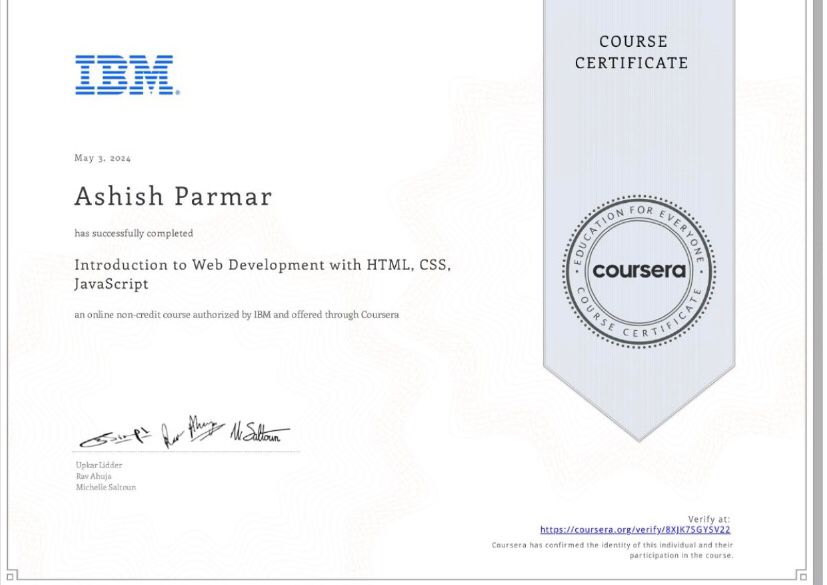 IBM
COURSE
CERTIFICATE
May 3, 2024
Ashish Parmar
has successfully completed
Introduction to Web Development with HTML, CSS,
JavaScript
an online non-credit course authorized by IBM and offered through Coursera
EDUCATION FOR EVERYONE
coursera
COURSE CERTIFICATE
Upkar Lidder
Rav Ahuja
Michelle Saltoun
Verify at:
https://coursera.org/verify/8XJK7SGYSV22
Coursera has confirmed the identity of this individual and their
participation in the course.